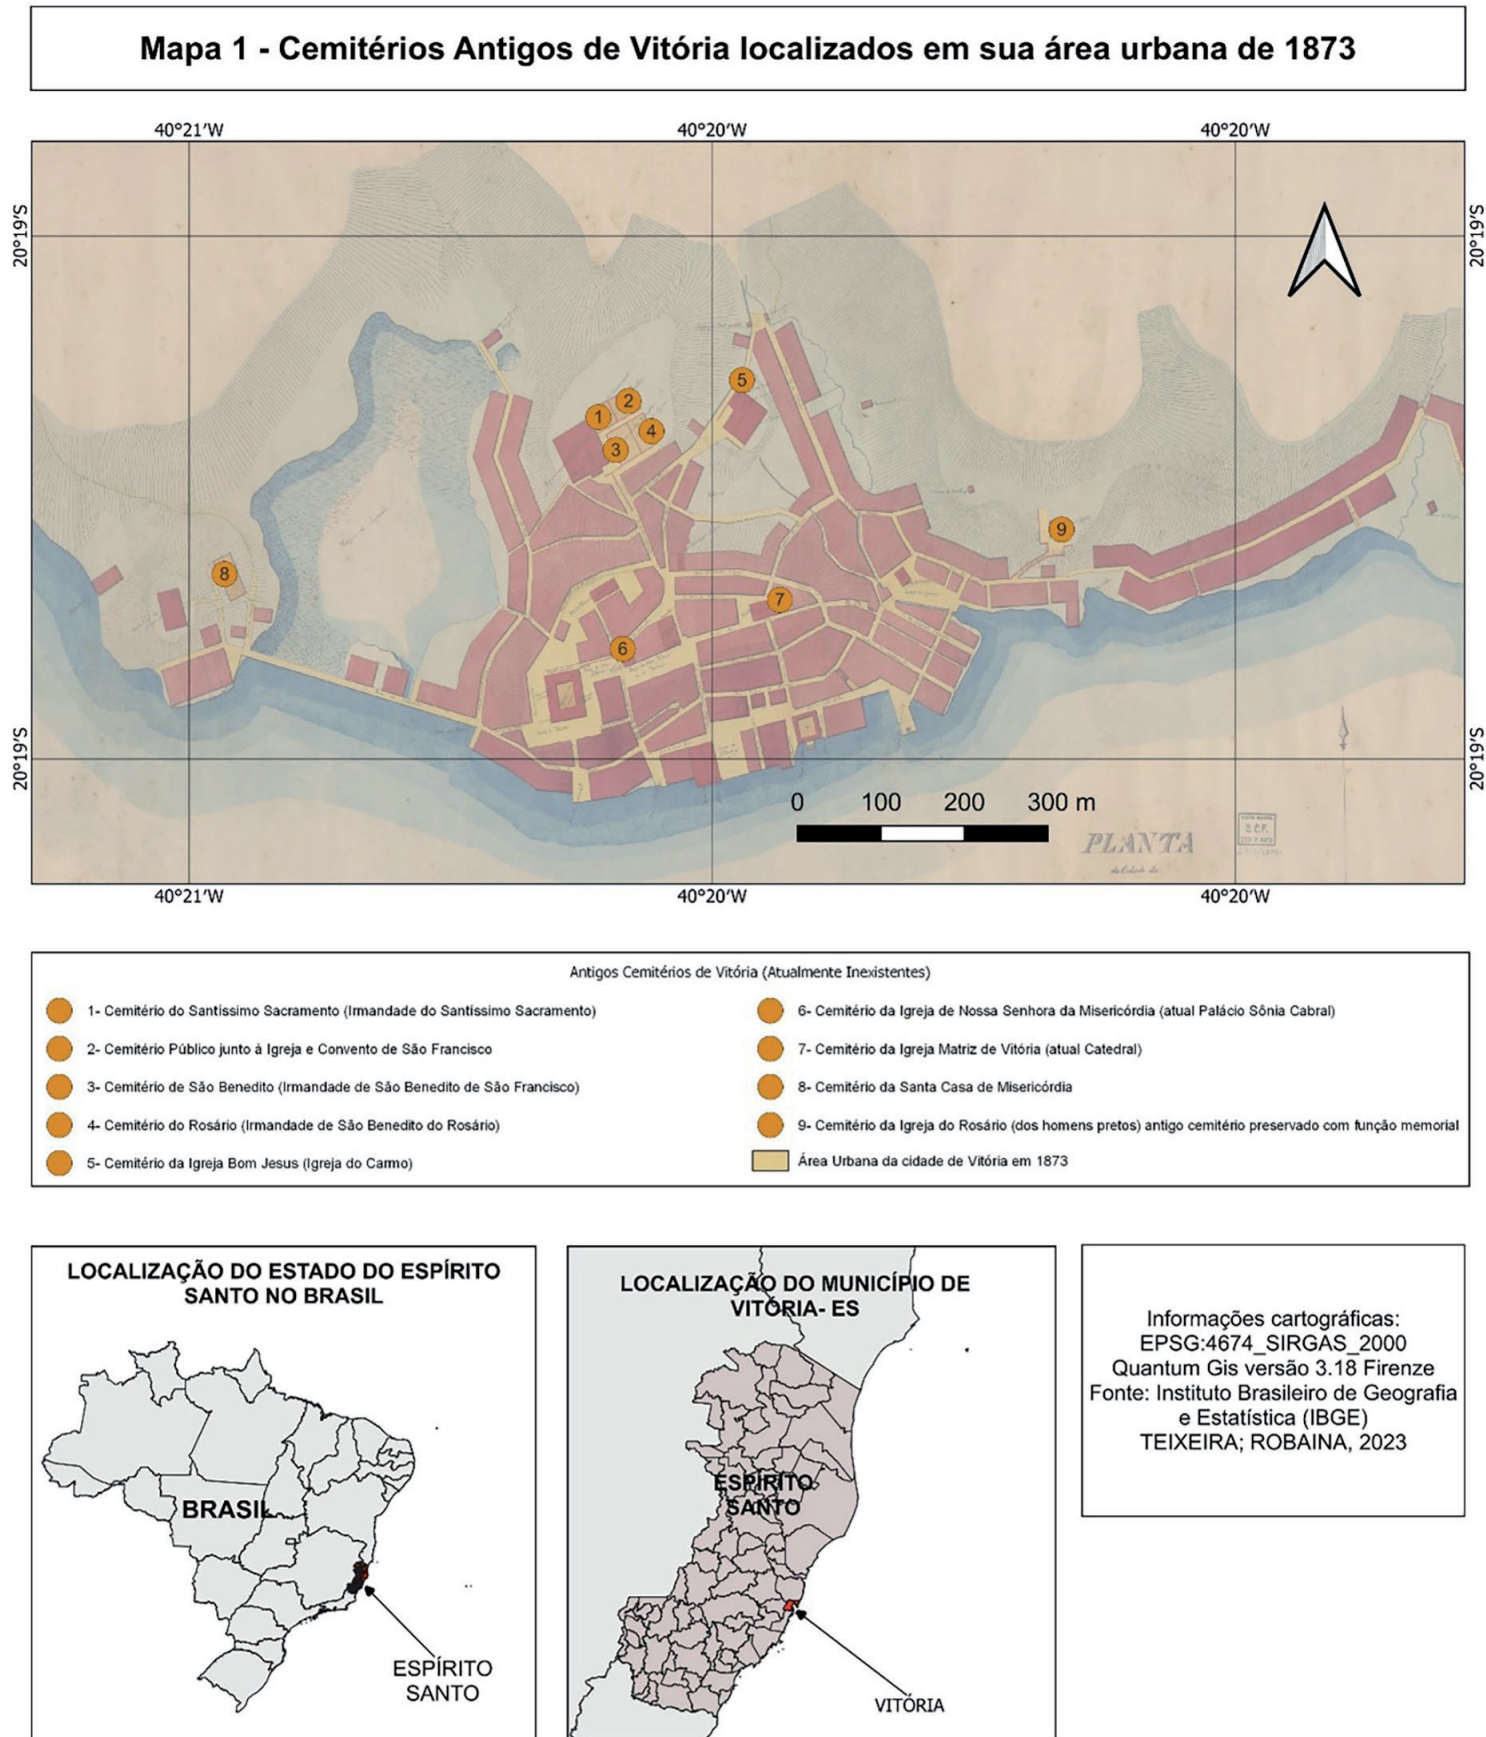 Mapa 1 - Cemitérios Antigos de Vitória localizados em sua área urbana de 1873
40°21'W 40°20'W 40°20'W
20°19'S 20°19'S
1
2
3
4
5
6
7
8
9
20°19'S 20°19'S
0 100 200 300 m
PLANTA
da Cidade da
S.C.F.
40°21'W 40°20'W 40°20'W
Antigos Cemitérios de Vitória (Atualmente Inexistentes)
1- Cemitério do Santíssimo Sacramento (Irmandade do Santíssimo Sacramento)
2- Cemitério Público junto à Igreja e Convento de São Francisco
3- Cemitério de São Benedito (Irmandade de São Benedito de São Francisco)
4- Cemitério do Rosário (Irmandade de São Benedito do Rosário)
5- Cemitério da Igreja Bom Jesus (Igreja do Carmo)
6- Cemitério da Igreja de Nossa Senhora da Misericórdia (atual Palácio Sônia Cabral)
7- Cemitério da Igreja Matriz de Vitória (atual Catedral)
8- Cemitério da Santa Casa de Misericórdia
9- Cemitério da Igreja do Rosário (dos homens pretos) antigo cemitério preservado com função memorial
Área Urbana da cidade de Vitória em 1873
LOCALIZAÇÃO DO ESTADO DO ESPÍRITO
SANTO NO BRASIL
BRASIL
ESPÍRITO
SANTO
LOCALIZAÇÃO DO MUNICÍPIO DE
VITÓRIA- ES
ESPÍRITO
SANTO
VITÓRIA
Informações cartográficas:
EPSG:4674_SIRGAS_2000
Quantum Gis versão 3.18 Firenze
Fonte: Instituto Brasileiro de Geografia
e Estatística (IBGE)
TEIXEIRA; ROBAINA, 2023